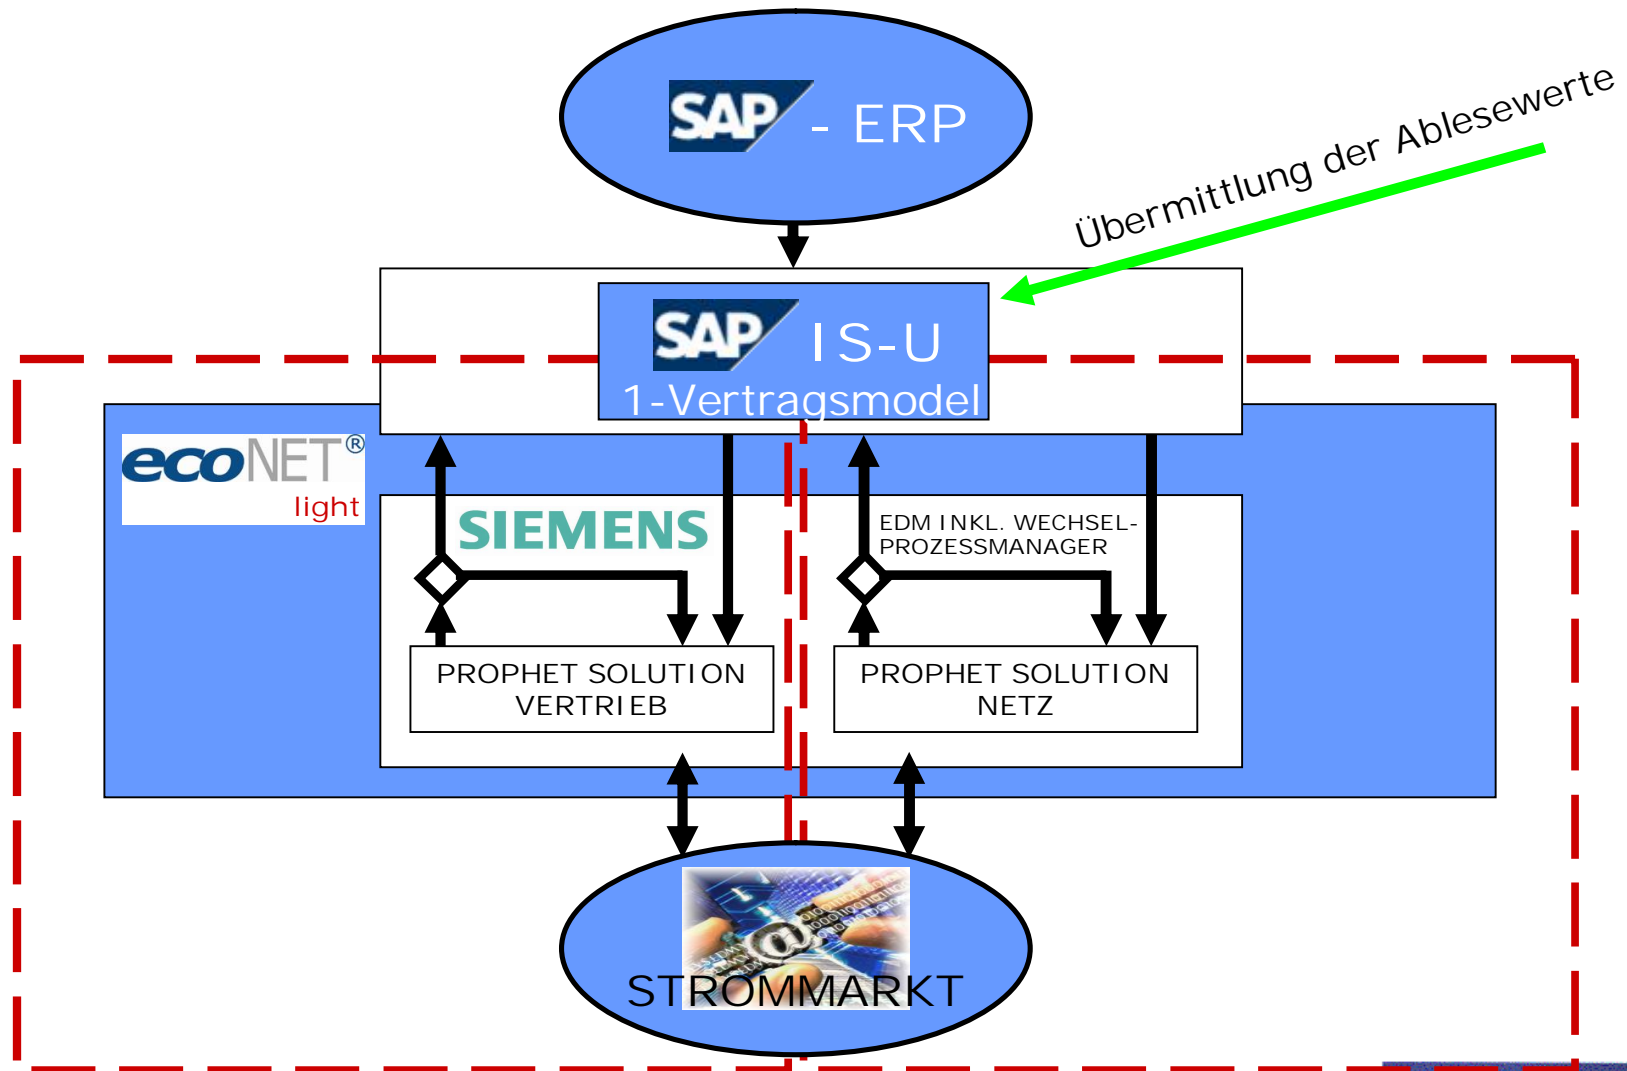 SAP - ERP
Übermittlung der Ablesewerte
SAP IS-U
1-Vertragsmodel
ecoNET®
light
SIEMENS
EDM INKL. WECHSEL-
PROZESSMANAGER
PROPHET SOLUTION
VERTRIEB
PROPHET SOLUTION
NETZ
@
STROMMARKT